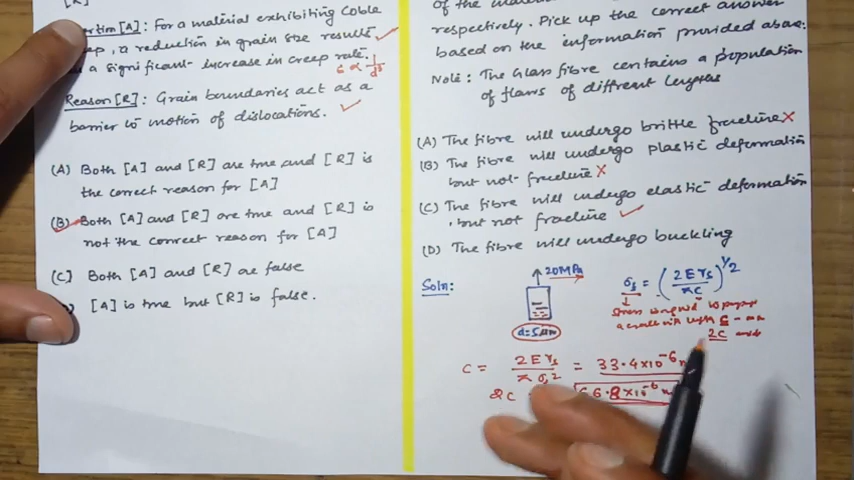 [R]
Assertion [A]: For a material exhibiting Coble
creep, a reduction in grain size results
in a significant increase in creep rate.
Reason [R]: Grain boundaries act as a
barrier to motion of dislocations.
(A) Both [A] and [R] are true and [R] is
the correct reason for [A]
(B) Both [A] and [R] are true and [R] is
not the correct reason for [A]
(C) Both [A] and [R] are false
[A] is true but [R] is false.
respectively. Pick up the correct answer
based on the information provided above.
Note: The Glass fibre contains a population
of flaws of different lengths
(A) The fibre will undergo brittle fracture X
(B) The fibre will undergo plastic deformation
but not fracture X
(C) The fibre will undergo elastic deformation
but not fracture
(D) The fibre will undergo buckling
Soln:
20 MPa
d = 5 μm
σf = (2Eγs / πc)^1/2
2c
c = 2Eγs / πσf² = 33.4×10⁻⁶ m
2c
66.8×10⁻⁶ m